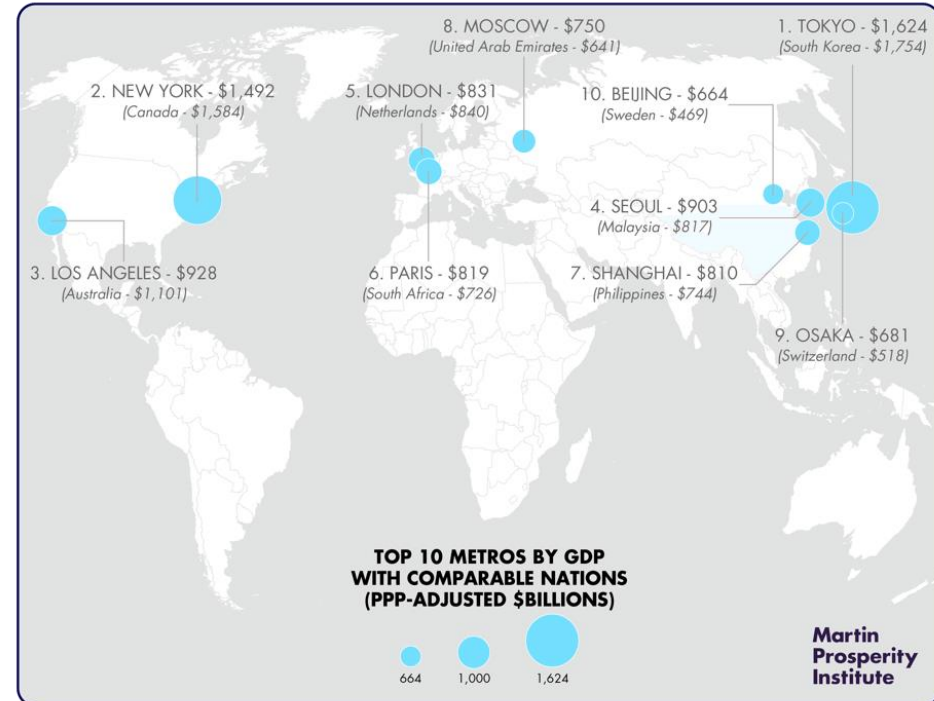 8. MOSCOW - $750
(United Arab Emirates - $641)
1. TOKYO - $1,624
(South Korea - $1,754)
2. NEW YORK - $1,492
(Canada - $1,584)
5. LONDON - $831
(Netherlands - $840)
10. BEIJING - $664
(Sweden - $469)
4. SEOUL - $903
(Malaysia - $817)
3. LOS ANGELES - $928
(Australia - $1,101)
6. PARIS - $819
(South Africa - $726)
7. SHANGHAI - $810
(Philippines - $744)
9. OSAKA - $681
(Switzerland - $518)
TOP 10 METROS BY GDP
WITH COMPARABLE NATIONS
(PPP-ADJUSTED $BILLIONS)
664
1,000
1,624
Martin
Prosperity
Institute